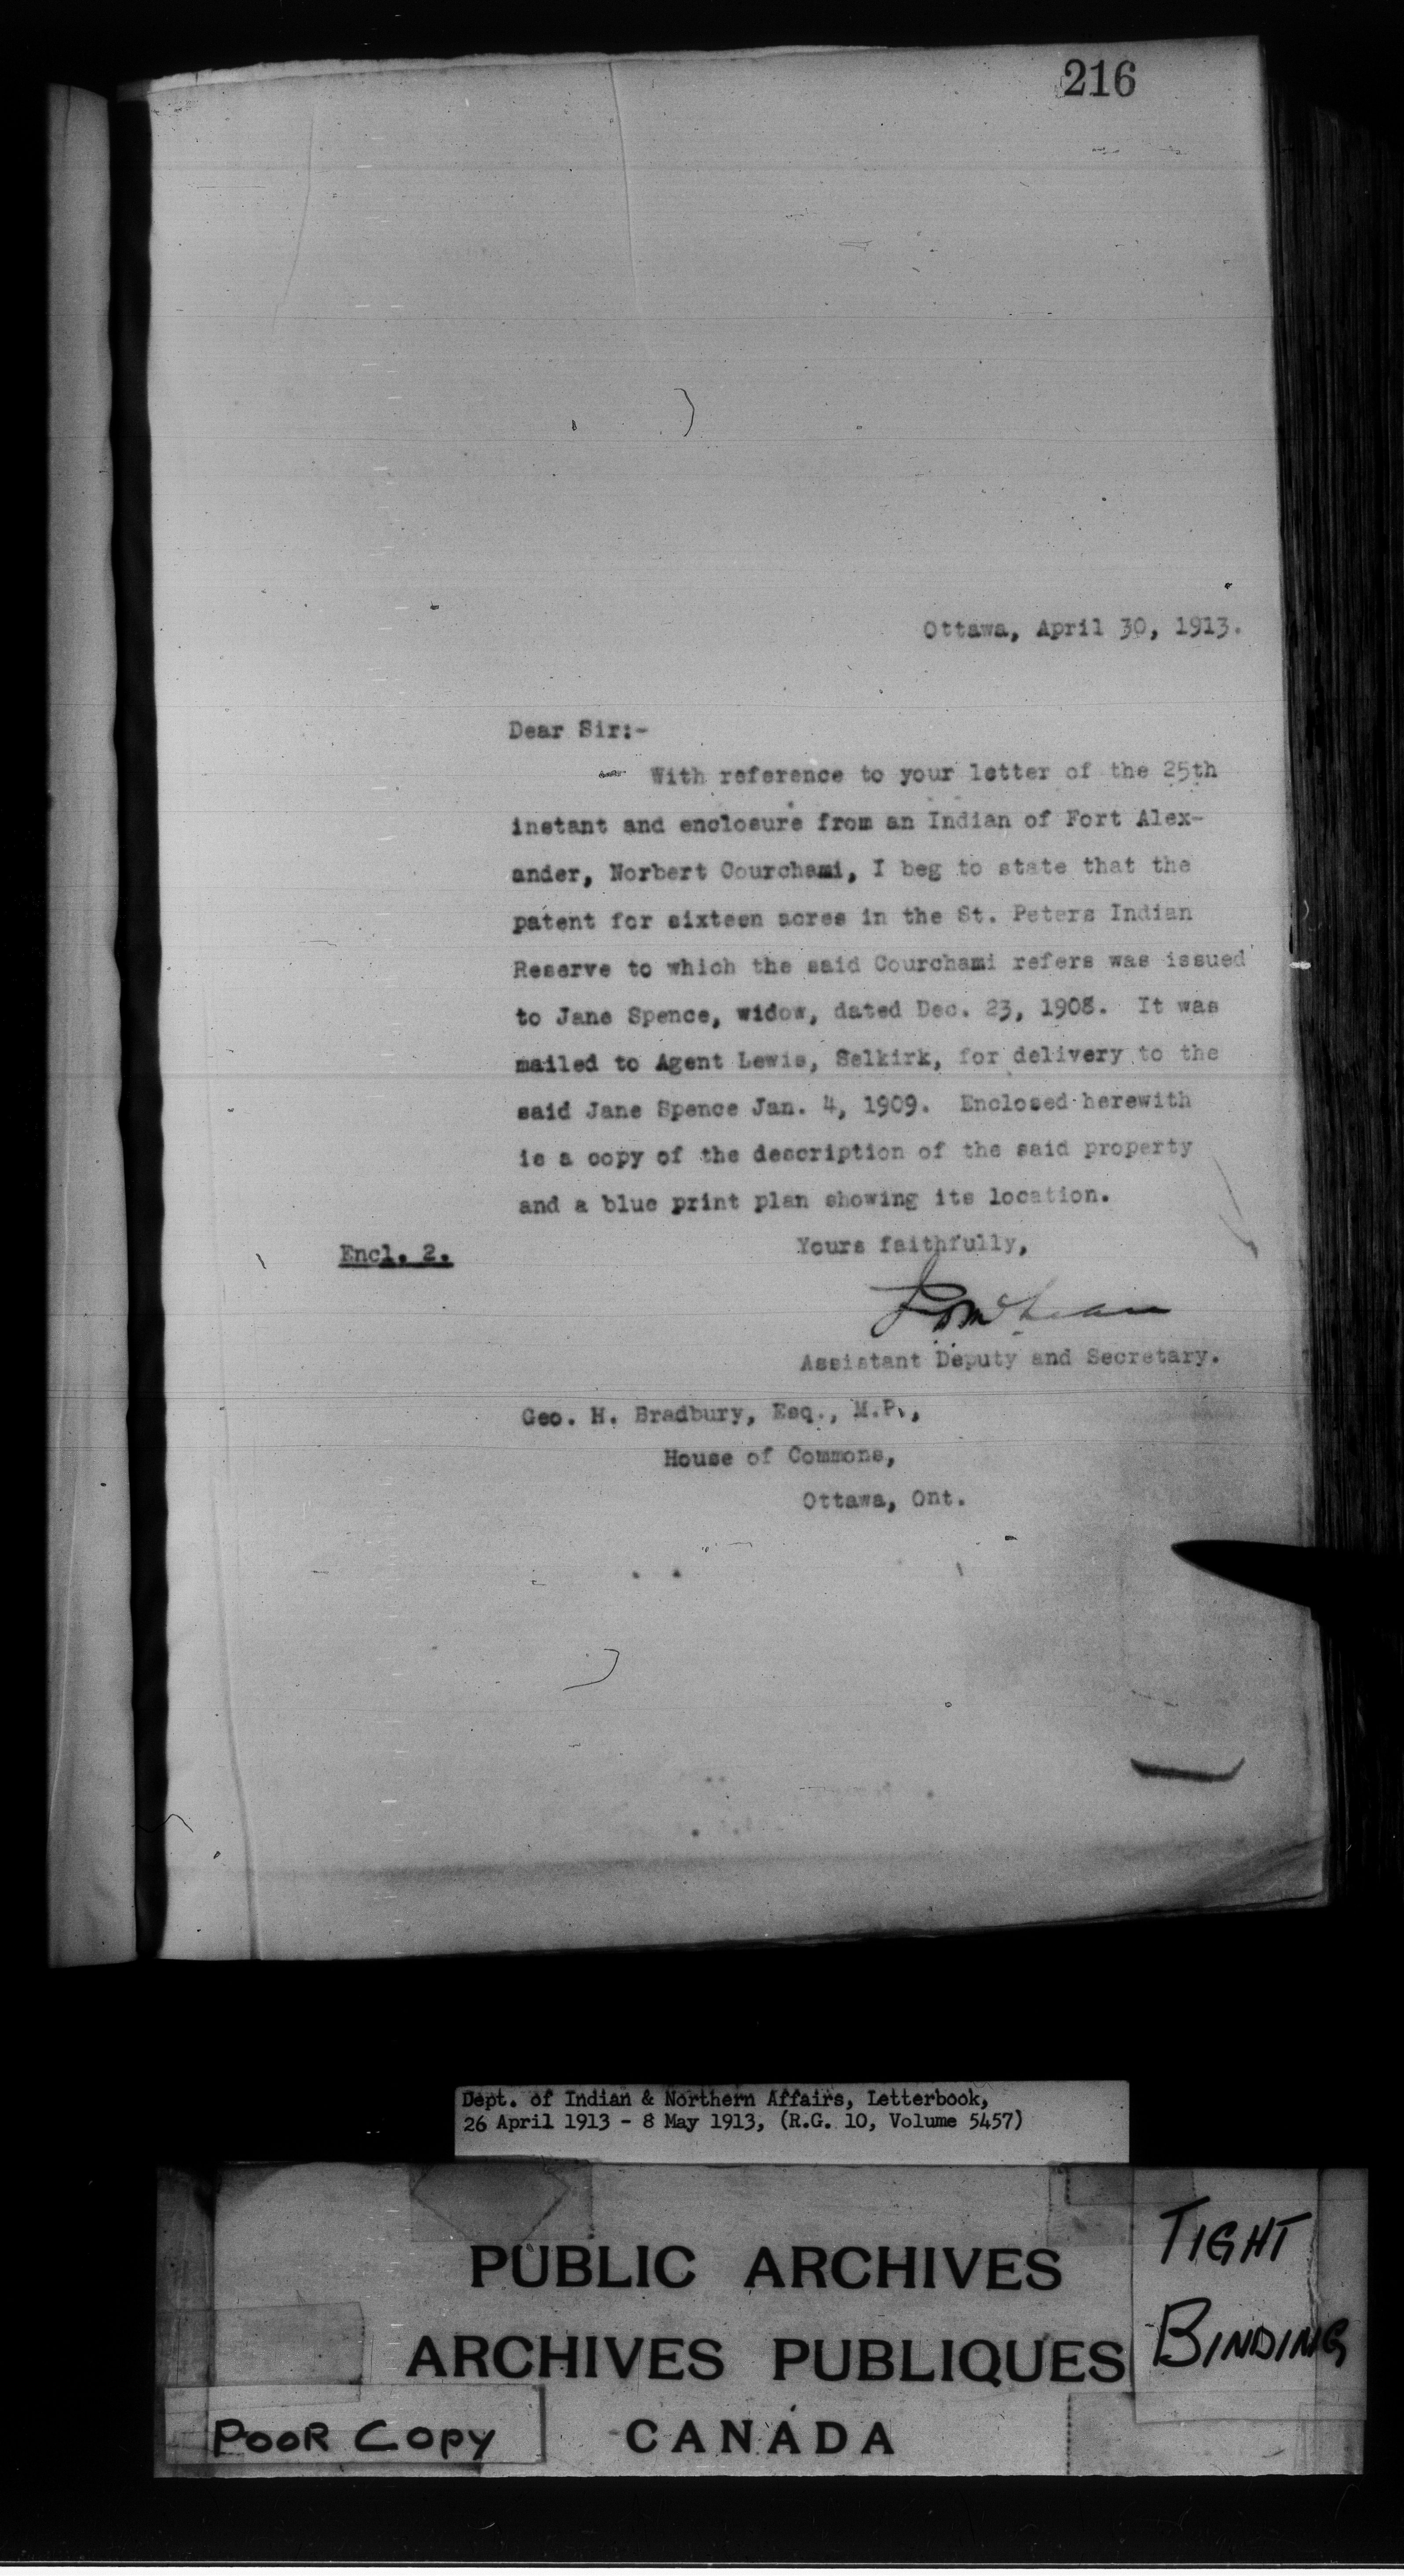 216
Ottawa, April 30, 1913.
Dear Sir:-
With reference to your letter of the 25th
instant and enclosure from an Indian of Fort Alex-
ander, Norbert Courchami, I beg to state that the
patent for sixteen acres in the St. Peters Indian
Reserve to which the said Courchami refers was issued
to Jane Spence, widow, dated Dec. 23, 1908. It was
mailed to Agent Lewis, Selkirk, for delivery to the
said Jane Spence Jan. 4, 1909. Enclosed herewith
is a copy of the description of the said property
and a blue print plan showing its location.
Yours faithfully,
Encl. 2.
Assistant Deputy and Secretary.
Geo. H. Bradbury, Esq., M.P.,
House of Commons,
Ottawa, Ont.
Dept. of Indian & Northern Affairs, Letterbook,
26 April 1913 - 8 May 1913, (R.G. 10, Volume 5457)
PUBLIC ARCHIVES
ARCHIVES PUBLIQUES
CANADA
TIGHT
BINDING
POOR COPY